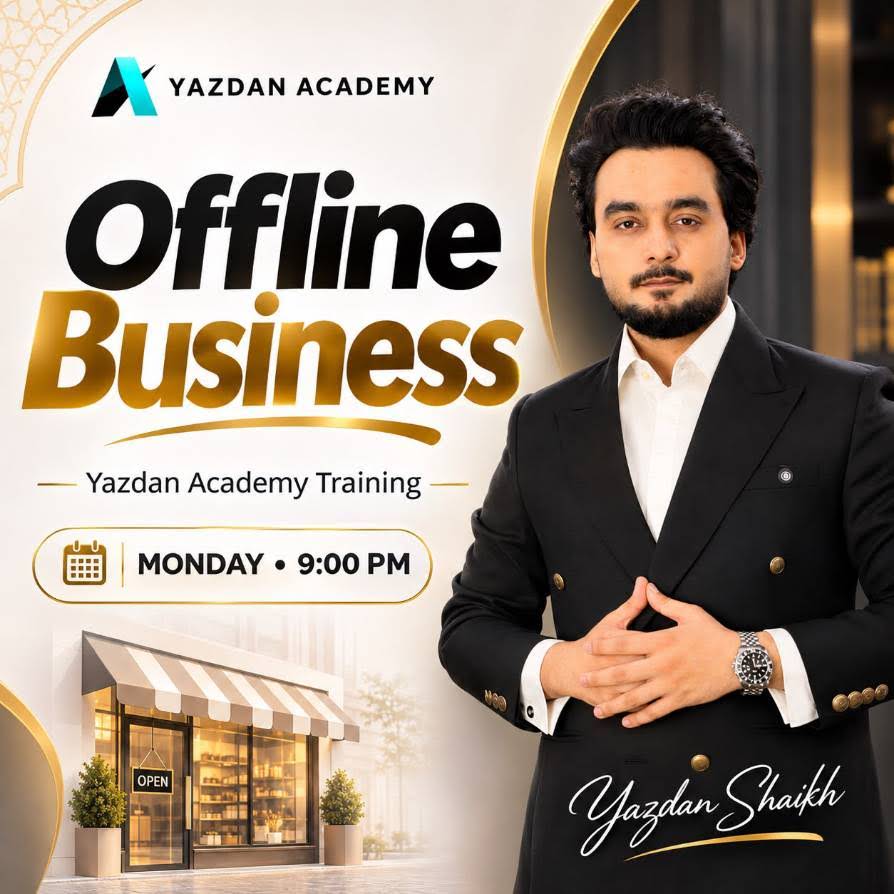 YAZDAN ACADEMY
Offline
Business
Yazdan Academy Training
MONDAY • 9:00 PM
OPEN
Yazdan Shaikh